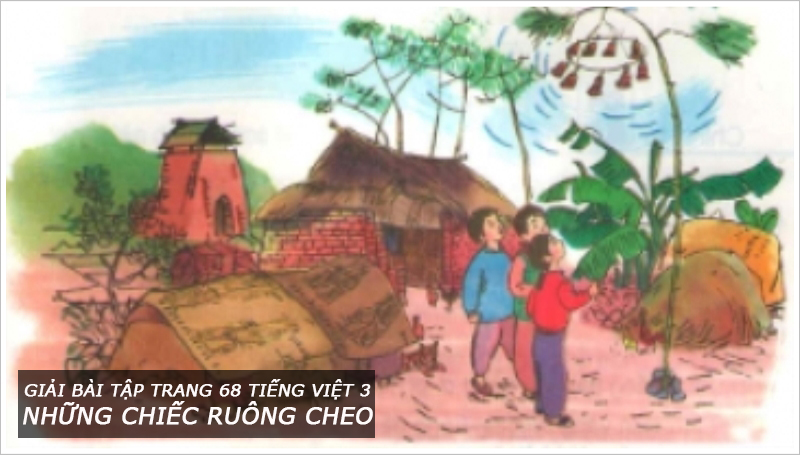 GIẢI BÀI TẬP TRANG 68 TIẾNG VIỆT 3
NHỮNG CHIẾC RUÔNG CHEO